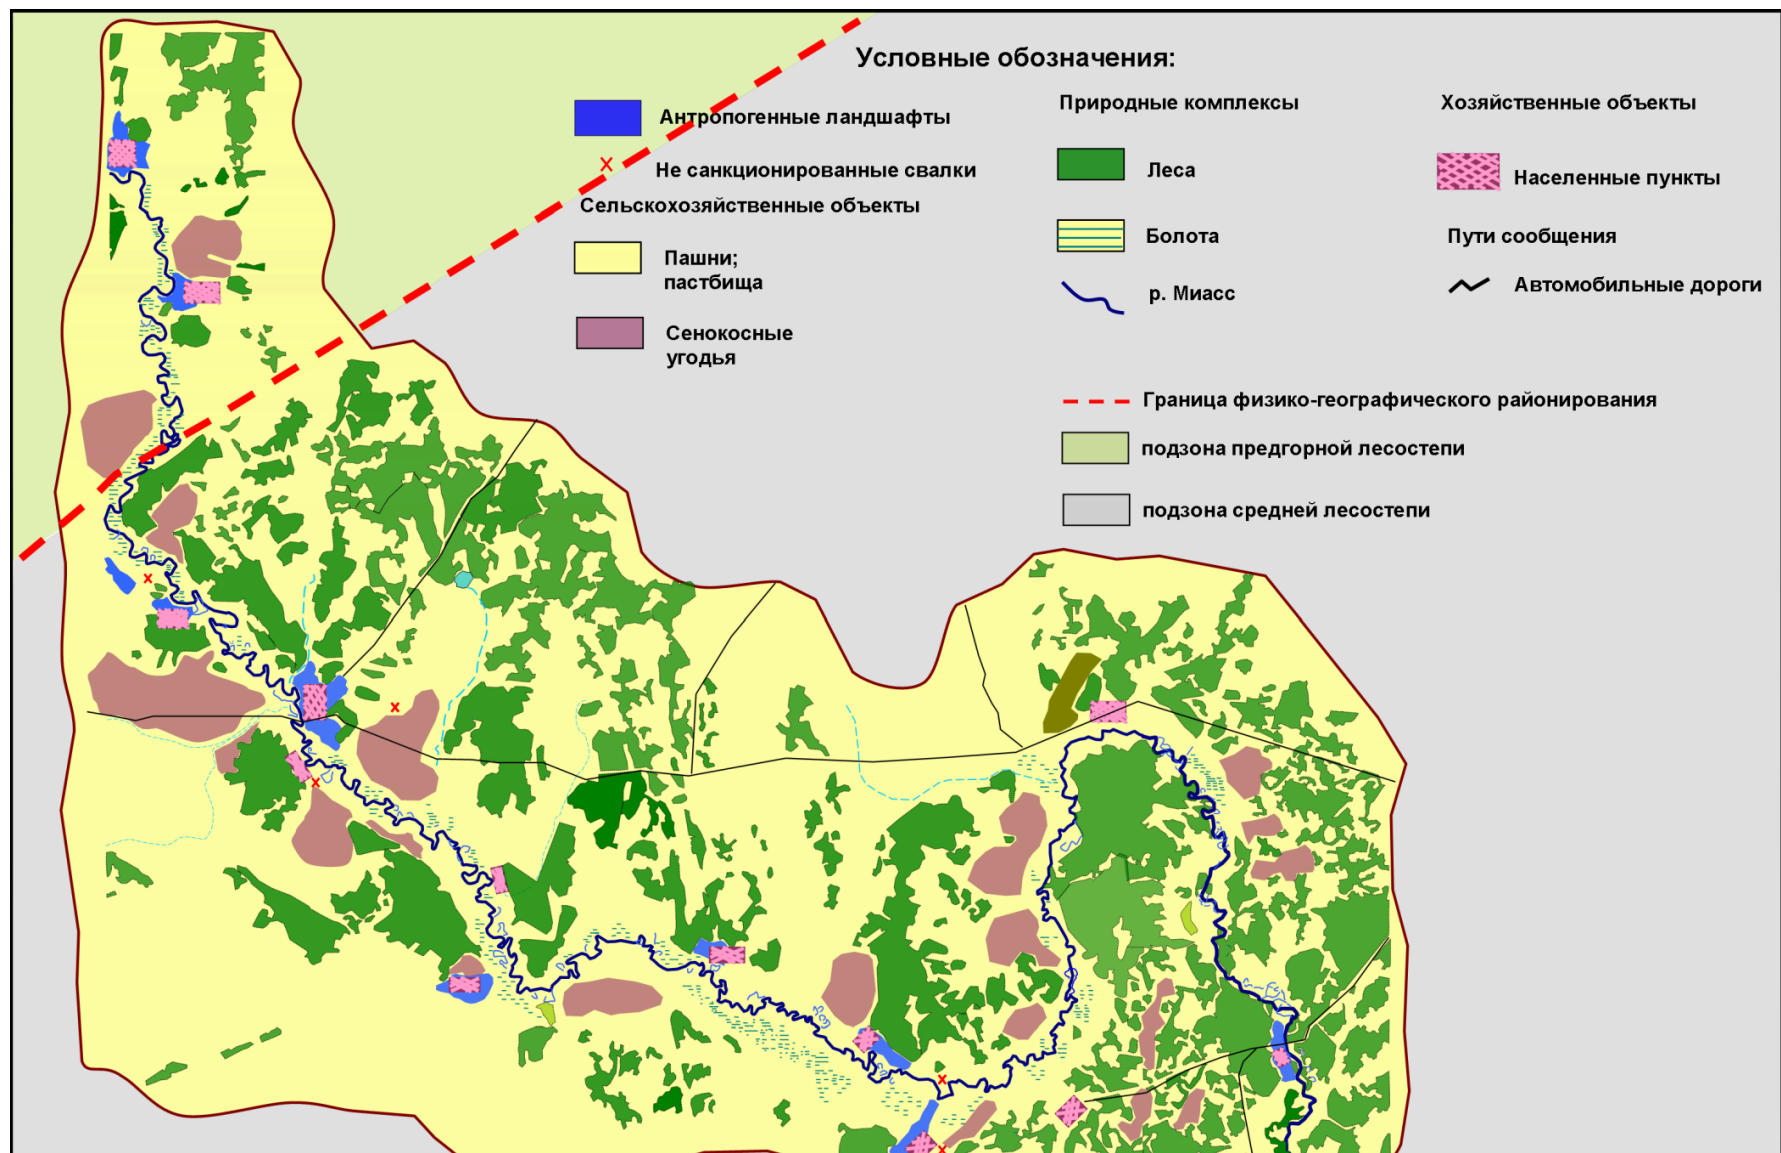 Условные обозначения:
Антропогенные ландшафты
Не санкционированные свалки
Сельскохозяйственные объекты
Пашни;
пастбища
Сенокосные
угодья
Природные комплексы
Леса
Болота
р. Миасс
Хозяйственные объекты
Населенные пункты
Пути сообщения
Автомобильные дороги
Граница физико-географического районирования
подзона предгорной лесостепи
подзона средней лесостепи